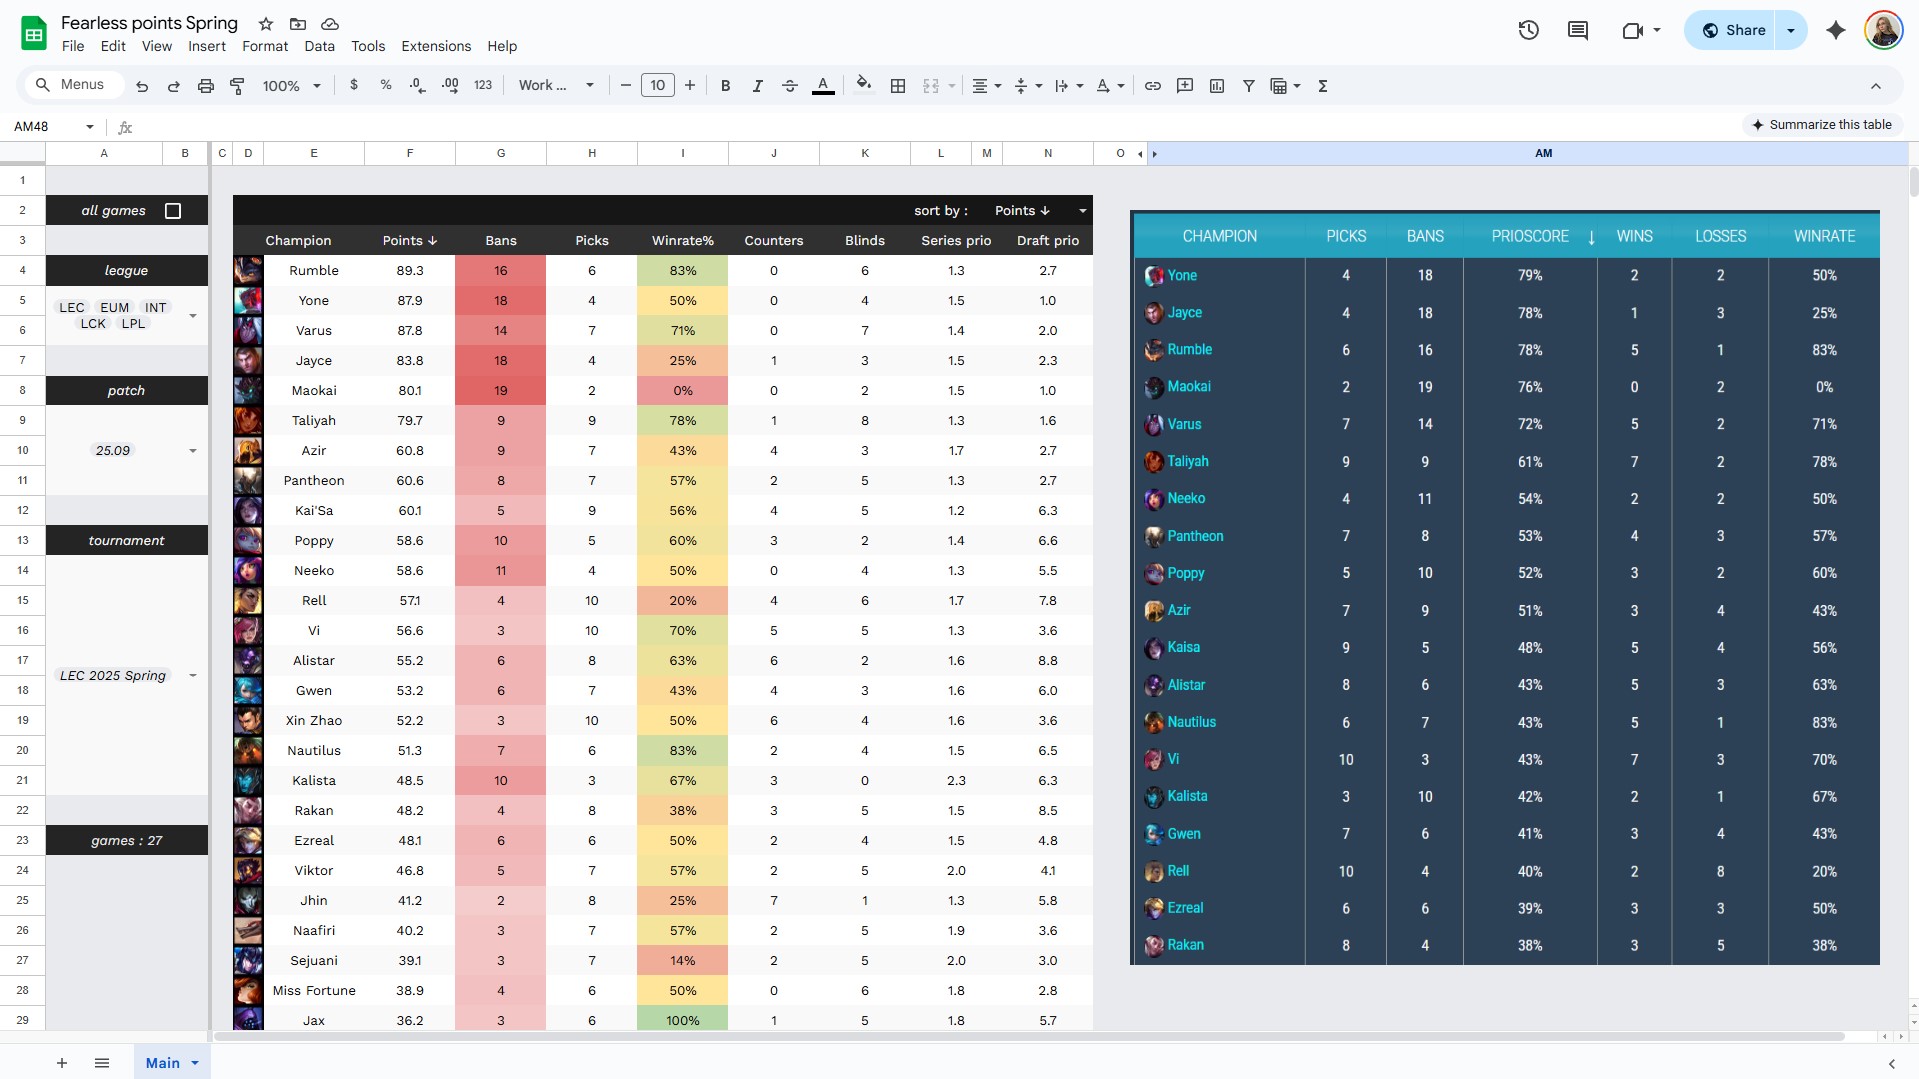 Fearless points Spring
File Edit View Insert Format Data Tools Extensions Help
Share
Menus 100% $ % .0 .00 123 Work ... 10 B I A Σ
AM48 fx
Summarize this table
A B C D E F G H I J K L M N O AM
1
2 all games sort by : Points ↓
3 Champion Points ↓ Bans Picks Winrate% Counters Blinds Series prio Draft prio
4 league Rumble 89.3 16 6 83% 0 6 1.3 2.7
5 LEC EUM INT Yone 87.9 18 4 50% 0 4 1.5 1.0
LCK LPL
6 Varus 87.8 14 7 71% 0 7 1.4 2.0
7 Jayce 83.8 18 4 25% 1 3 1.5 2.3
8 patch Maokai 80.1 19 2 0% 0 2 1.5 1.0
9 Taliyah 79.7 9 9 78% 1 8 1.3 1.6
10 25.09 Azir 60.8 9 7 43% 4 3 1.7 2.7
11 Pantheon 60.6 8 7 57% 2 5 1.3 2.7
12 Kai'Sa 60.1 5 9 56% 4 5 1.2 6.3
13 tournament Poppy 58.6 10 5 60% 3 2 1.4 6.6
14 Neeko 58.6 11 4 50% 0 4 1.3 5.5
15 Rell 57.1 4 10 20% 4 6 1.7 7.8
16 Vi 56.6 3 10 70% 5 5 1.3 3.6
17 Alistar 55.2 6 8 63% 6 2 1.6 8.8
LEC 2025 Spring
18 Gwen 53.2 6 7 43% 4 3 1.6 6.0
19 Xin Zhao 52.2 3 10 50% 6 4 1.6 3.6
20 Nautilus 51.3 7 6 83% 2 4 1.5 6.5
21 Kalista 48.5 10 3 67% 3 0 2.3 6.3
22 Rakan 48.2 4 8 38% 3 5 1.5 8.5
23 games : 27 Ezreal 48.1 6 6 50% 2 4 1.5 4.8
24 Viktor 46.8 5 7 57% 2 5 2.0 4.1
25 Jhin 41.2 2 8 25% 7 1 1.3 5.8
26 Naafiri 40.2 3 7 57% 2 5 1.9 3.6
27 Sejuani 39.1 3 7 14% 2 5 2.0 3.0
28 Miss Fortune 38.9 4 6 50% 0 6 1.8 2.8
29 Jax 36.2 3 6 100% 1 5 1.8 5.7
CHAMPION PICKS BANS PRIOSCORE ↓ WINS LOSSES WINRATE
Yone 4 18 79% 2 2 50%
Jayce 4 18 78% 1 3 25%
Rumble 6 16 78% 5 1 83%
Maokai 2 19 76% 0 2 0%
Varus 7 14 72% 5 2 71%
Taliyah 9 9 61% 7 2 78%
Neeko 4 11 54% 2 2 50%
Pantheon 7 8 53% 4 3 57%
Poppy 5 10 52% 3 2 60%
Azir 7 9 51% 3 4 43%
Kaisa 9 5 48% 5 4 56%
Alistar 8 6 43% 5 3 63%
Nautilus 6 7 43% 5 1 83%
Vi 10 3 43% 7 3 70%
Kalista 3 10 42% 2 1 67%
Gwen 7 6 41% 3 4 43%
Rell 10 4 40% 2 8 20%
Ezreal 6 6 39% 3 3 50%
Rakan 8 4 38% 3 5 38%
Main